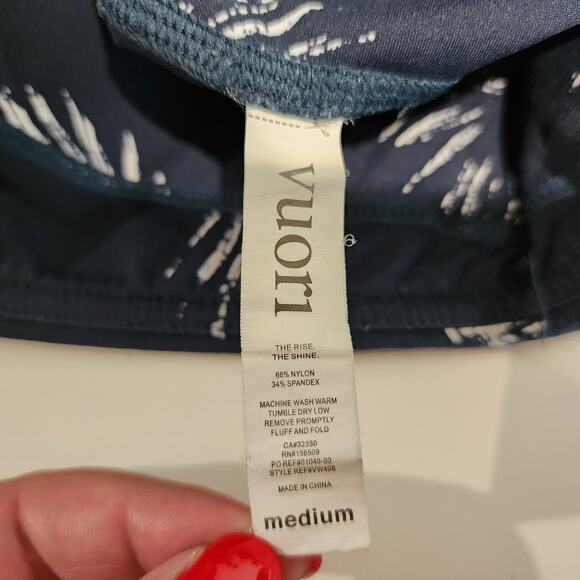 vuori
THE RISE.
THE SHINE.
66% NYLON
34% SPANDEX
MACHINE WASH WARM
TUMBLE DRY LOW
REMOVE PROMPTLY
FLUFF AND FOLD
CA#32350
RN#156509
PO REF#01040-00
STYLE REF#VW408
MADE IN CHINA
medium